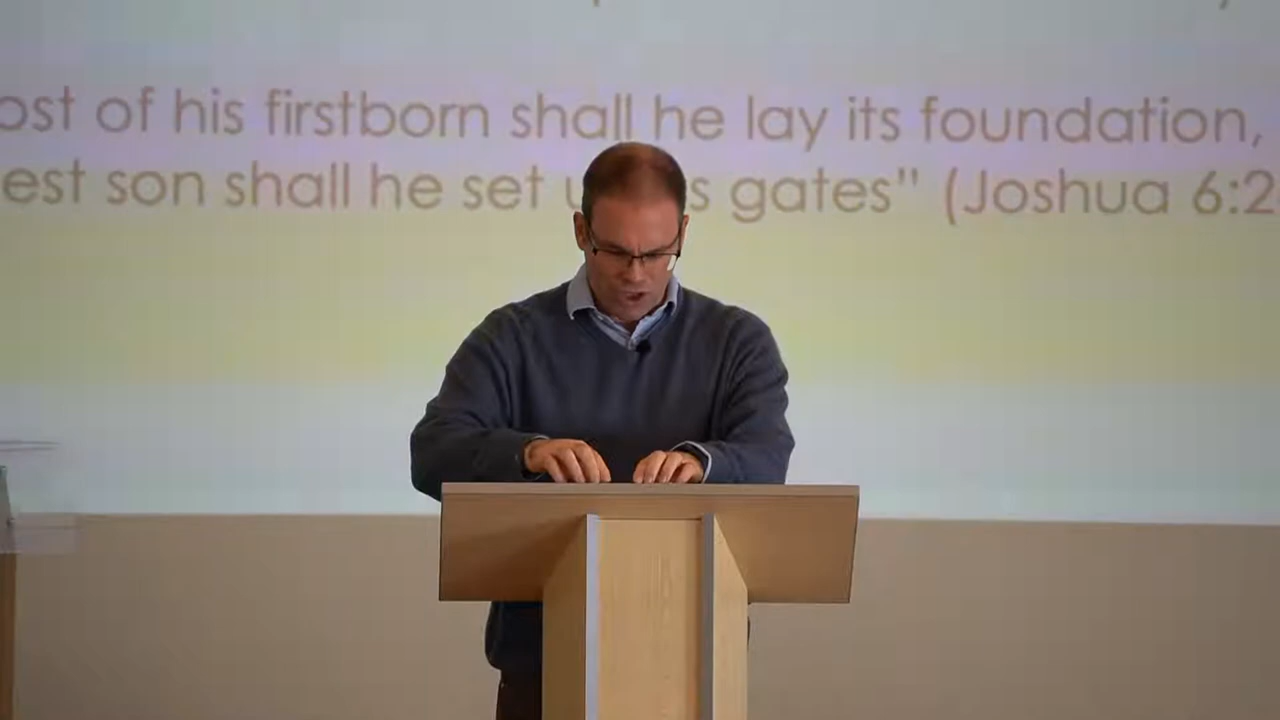 ost of his firstborn shall he lay its foundation,
est son shall he set u s gates" (Joshua 6:2